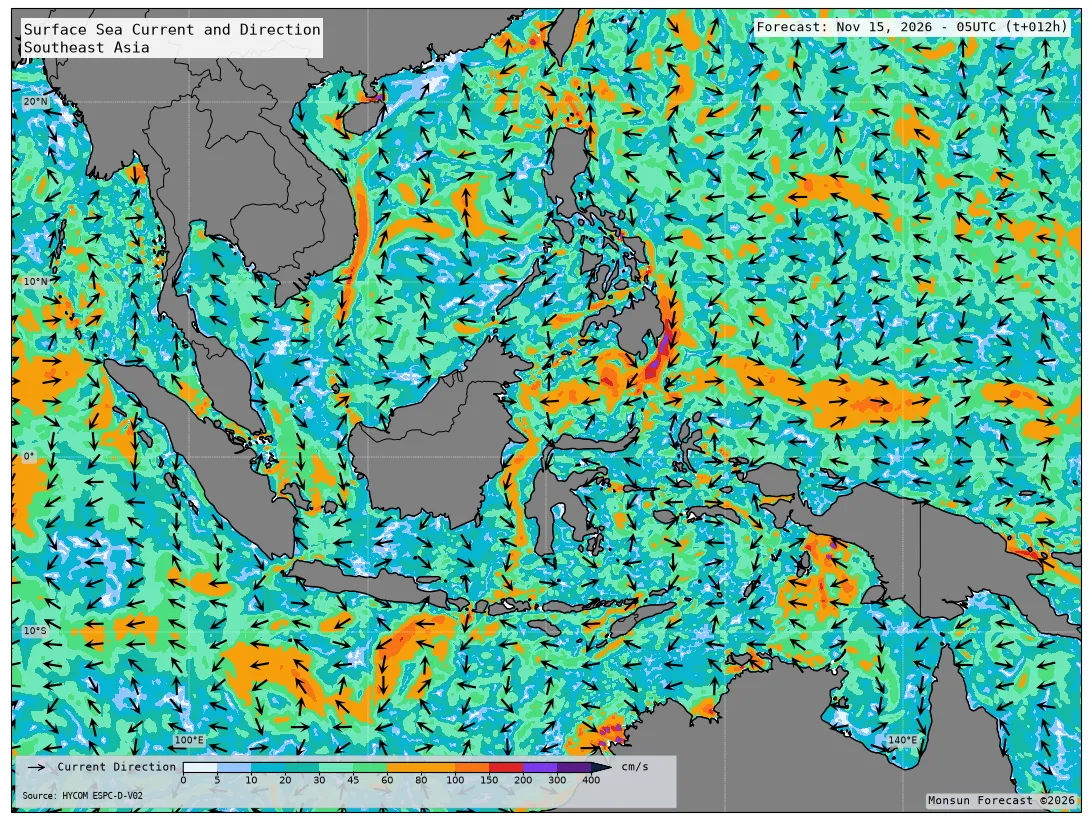 Surface Sea Current and Direction
Southeast Asia
Forecast: Nov 15, 2026 - 05UTC (t+012h)
20°N
10°N
0°
10°S
100°E
140°E
Current Direction
cm/s
0 5 10 20 30 45 60 80 100 150 200 300 400
Source: HYCOM ESPC-D-V02
Monsun Forecast ©2026